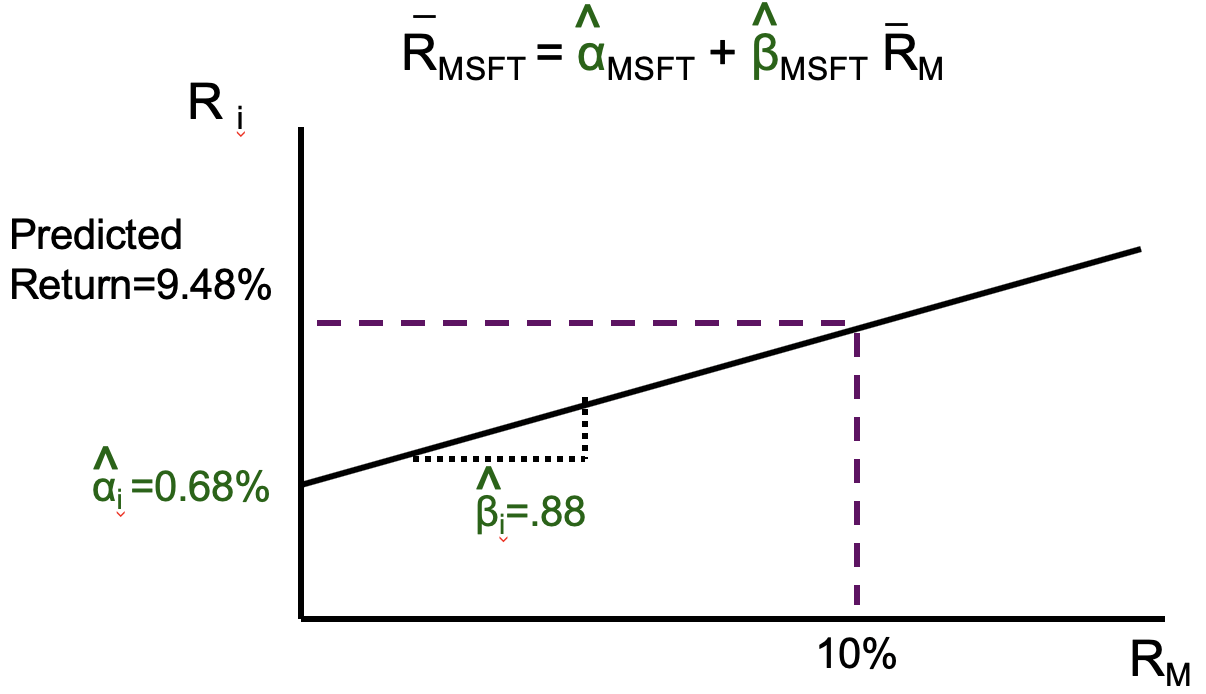 R̄MSFT = α̂MSFT + β̂MSFT R̄M
R i
Predicted
Return=9.48%
α̂i=0.68%
β̂i=.88
10%
RM